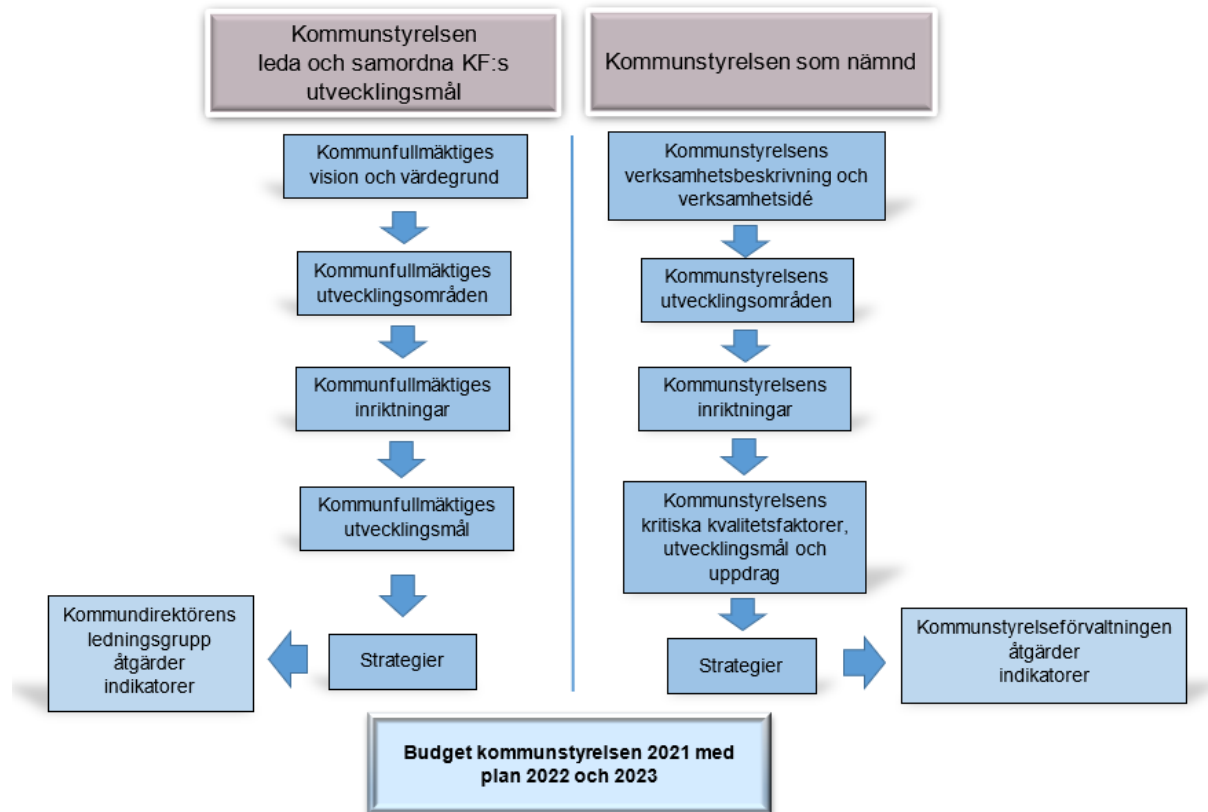 Kommunstyrelsen
leda och samordna KF:s
utvecklingsmål
Kommunfullmäktiges
vision och värdegrund
Kommunfullmäktiges
utvecklingsområden
Kommunfullmäktiges
inriktningar
Kommunfullmäktiges
utvecklingsmål
Strategier
Kommundirektörens
ledningsgrupp
åtgärder
indikatorer
Kommunstyrelsen som nämnd
Kommunstyrelsens
verksamhetsbeskrivning och
verksamhetsidé
Kommunstyrelsens
utvecklingsområden
Kommunstyrelsens
inriktningar
Kommunstyrelsens
kritiska kvalitetsfaktorer,
utvecklingsmål och
uppdrag
Strategier
Kommunstyrelseförvaltningen
åtgärder
indikatorer
Budget kommunstyrelsen 2021 med
plan 2022 och 2023